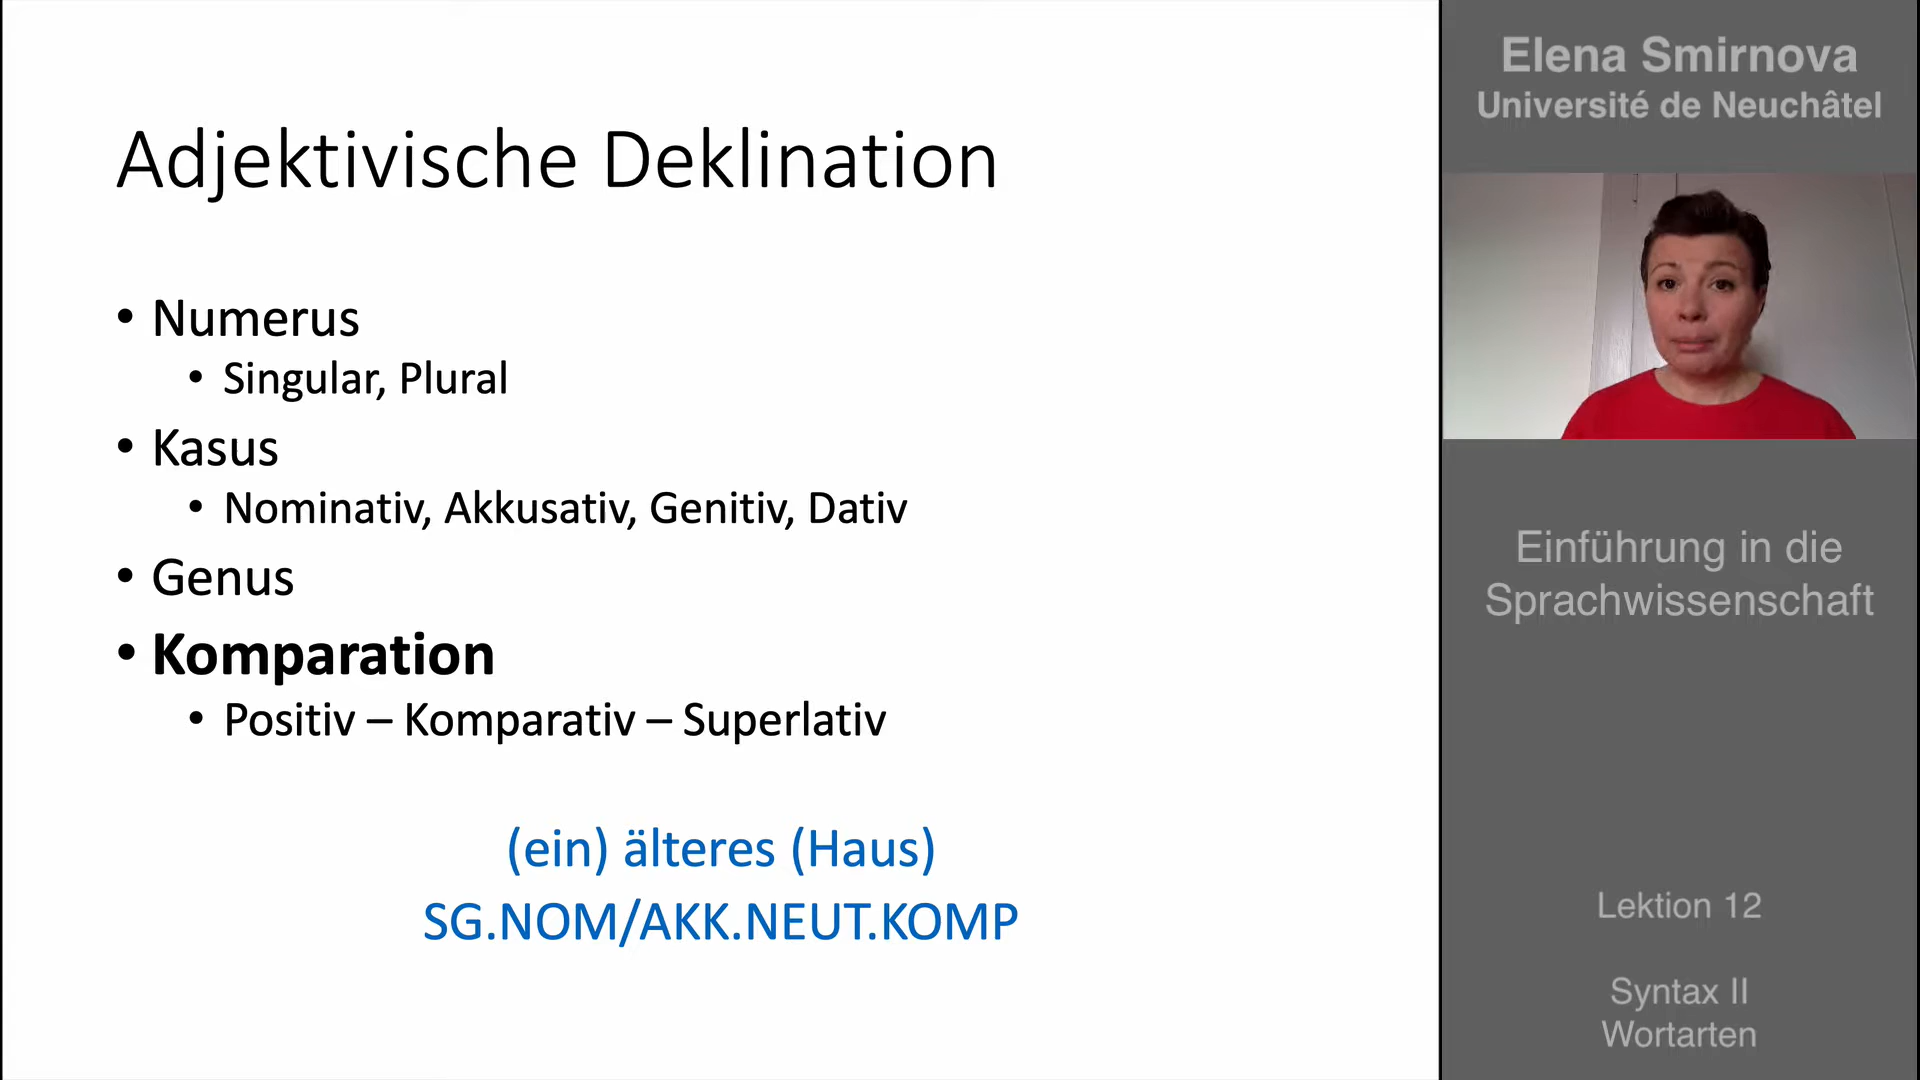 Adjektivische Deklination
• Numerus
• Singular, Plural
• Kasus
• Nominativ, Akkusativ, Genitiv, Dativ
• Genus
• Komparation
• Positiv – Komparativ – Superlativ
(ein) älteres (Haus)
SG.NOM/AKK.NEUT.KOMP
Elena Smirnova
Université de Neuchâtel
Einführung in die
Sprachwissenschaft
Lektion 12
Syntax II
Wortarten